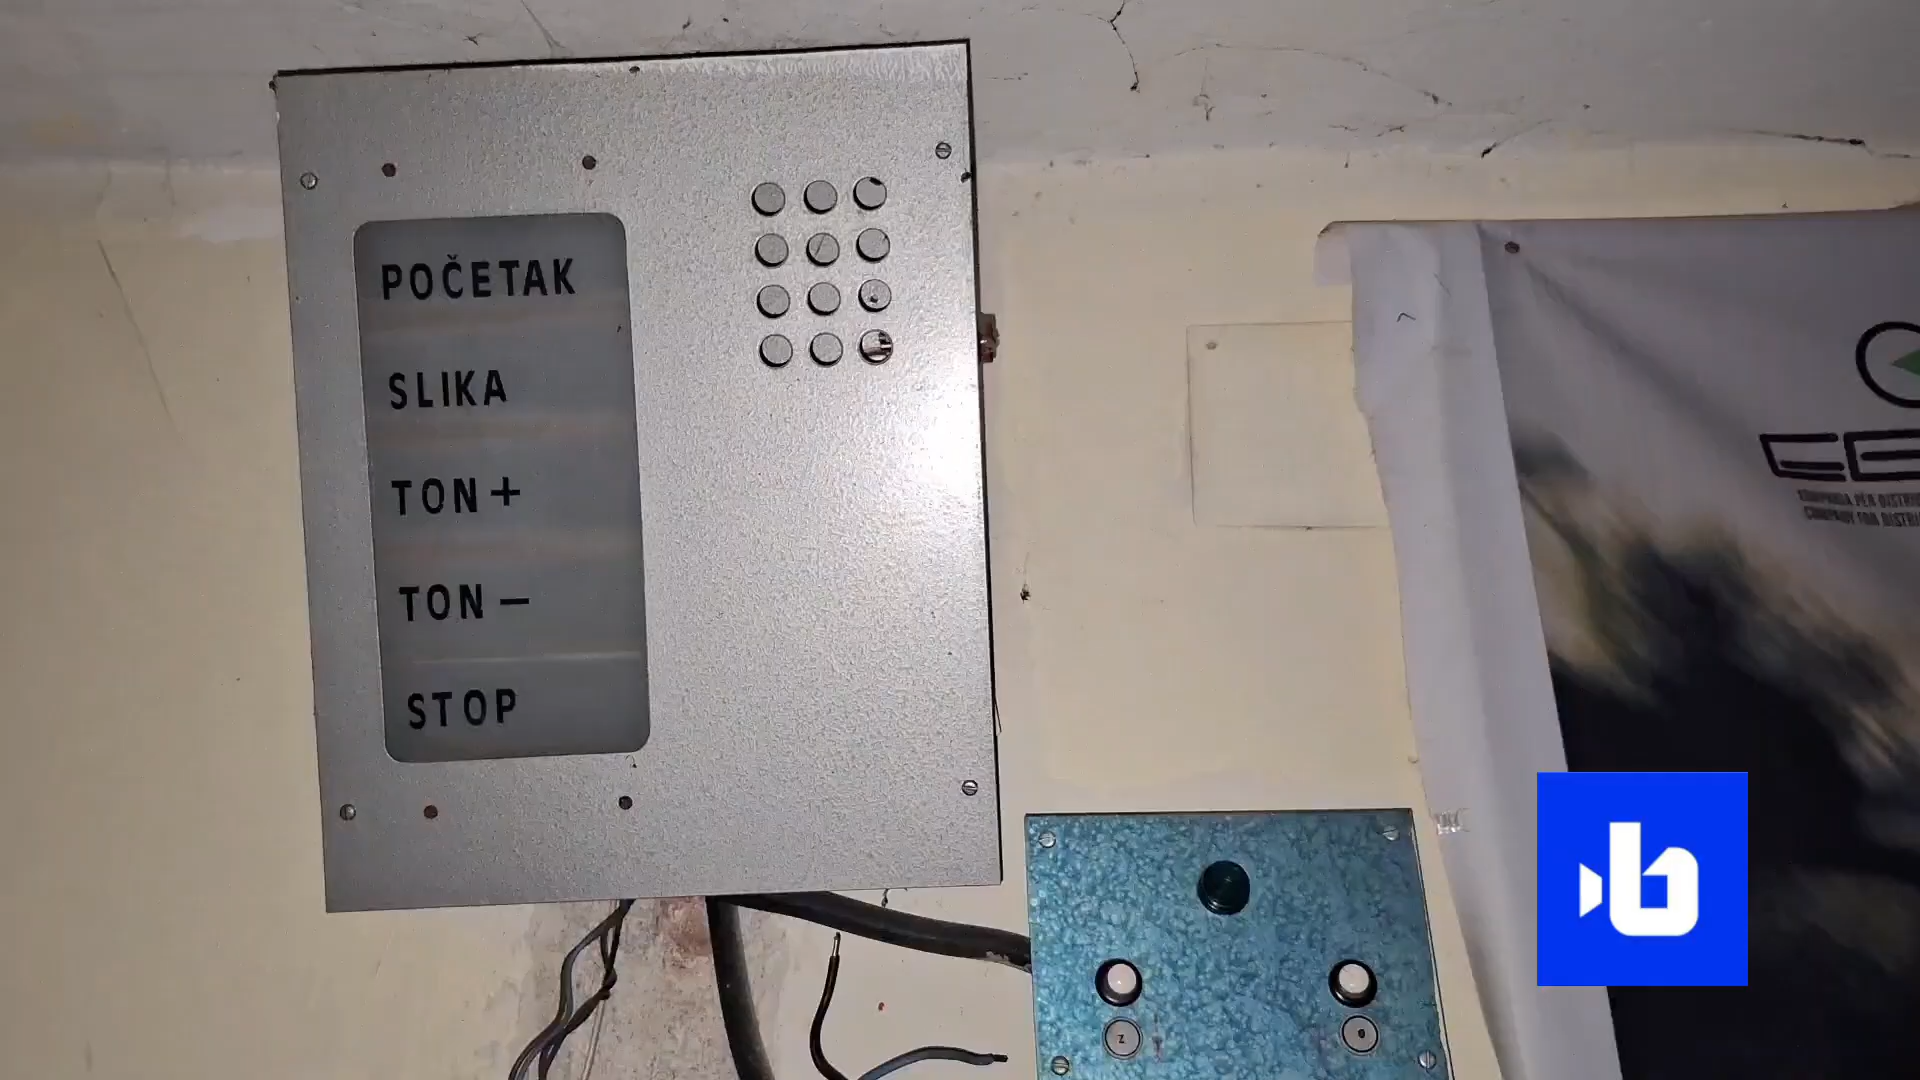 POČETAK
SLIKA
TON +
TON –
STOP
Z
b